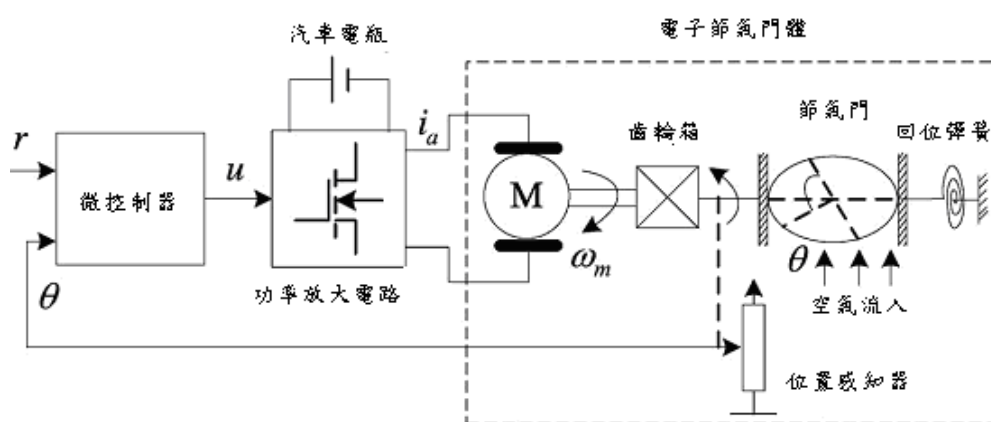 汽車電瓶
電子節氣門體
r
微控制器
θ
u
功率放大電路
i_a
M
ω_m
齒輪箱
節氣門
回位彈簧
θ
空氣流入
位置感知器